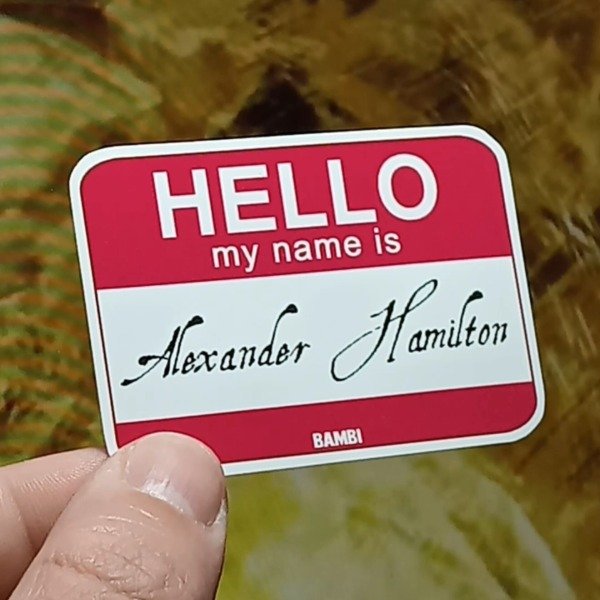 HELLO
my name is
Alexander Hamilton
BAMBI